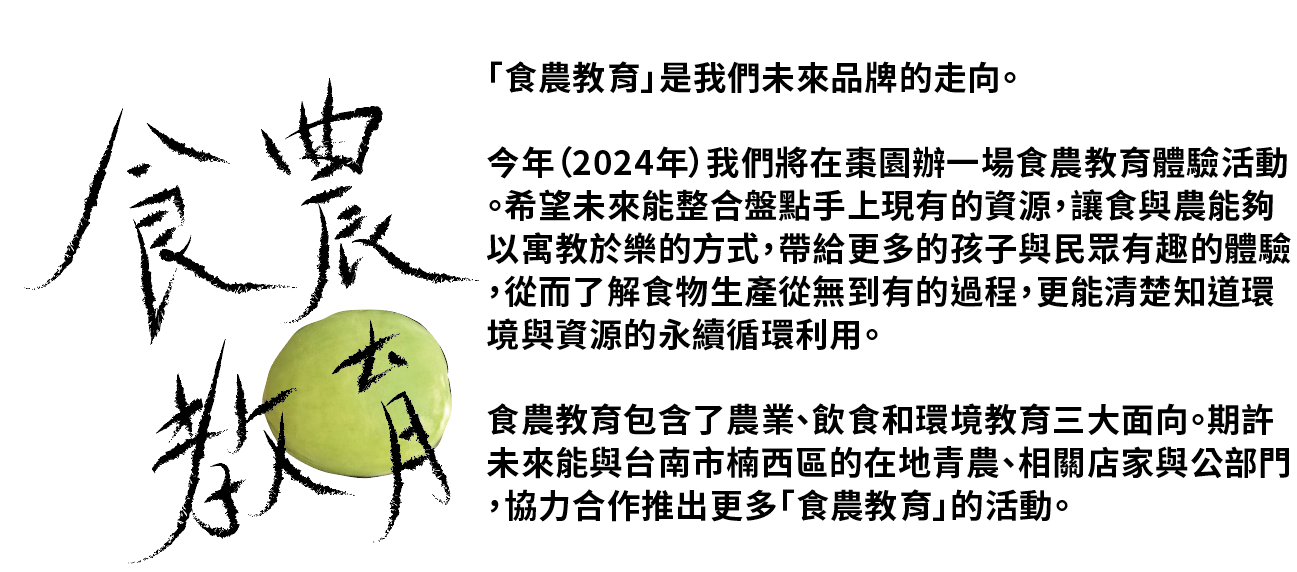 食農
教育
「食農教育」是我們未來品牌的走向。
今年（2024年）我們將在棗園辦一場食農教育體驗活動
。希望未來能整合盤點手上現有的資源，讓食與農能夠
以寓教於樂的方式，帶給更多的孩子與民眾有趣的體驗
，從而了解食物生產從無到有的過程，更能清楚知道環
境與資源的永續循環利用。
食農教育包含了農業、飲食和環境教育三大面向。期許
未來能與台南市楠西區的在地青農、相關店家與公部門
，協力合作推出更多「食農教育」的活動。